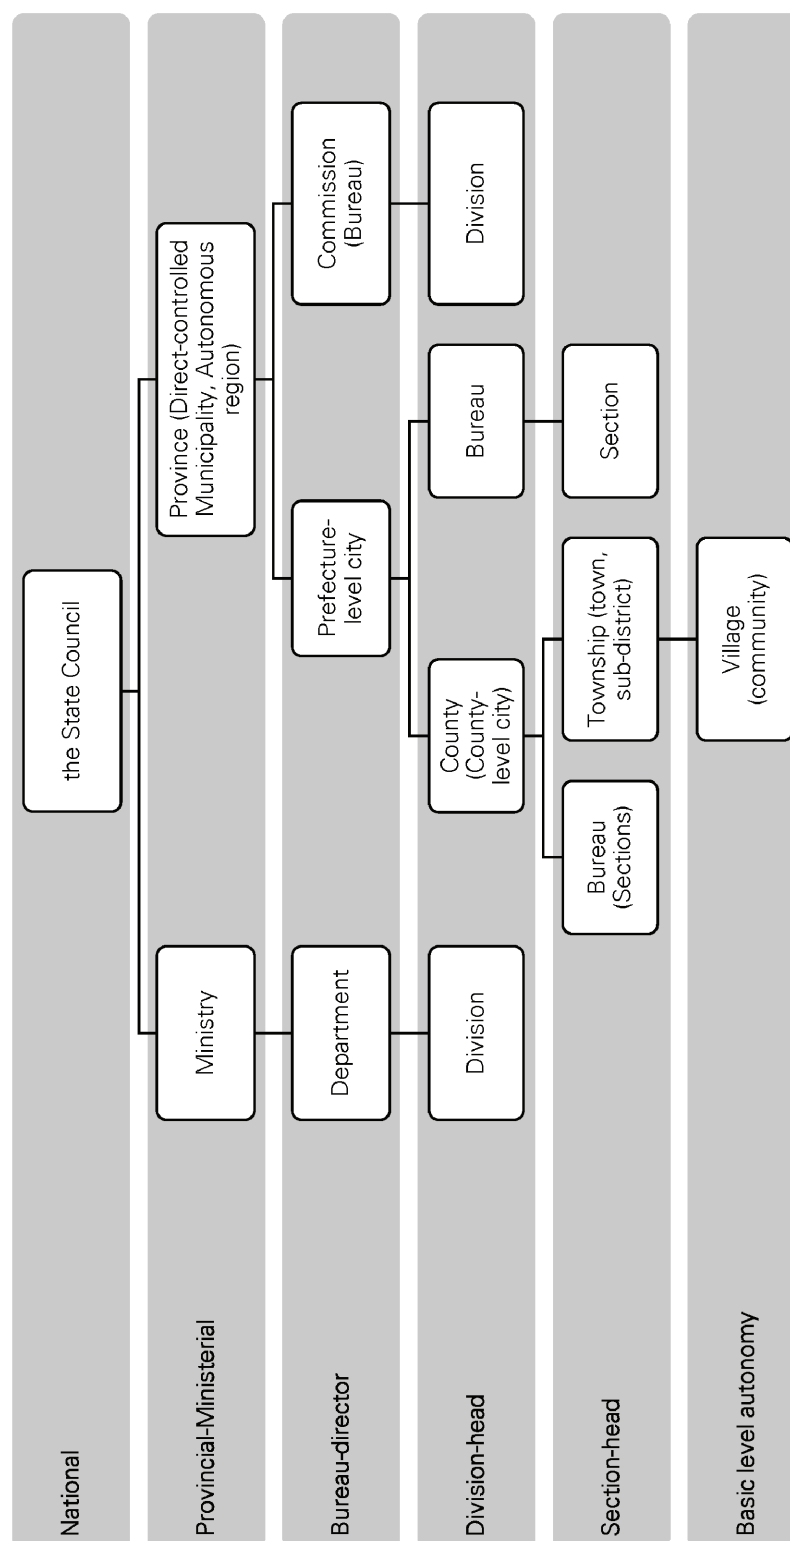 National
the State Council
Provincial-Ministerial
Ministry
Province (Direct-controlled
Municipality, Autonomous
region)
Bureau-director
Department
Prefecture-
level city
Commission
(Bureau)
Division-head
Division
County
(County-
level city)
Bureau
Division
Section-head
Bureau
(Sections)
Township (town,
sub-district)
Section
Basic level autonomy
Village
(community)